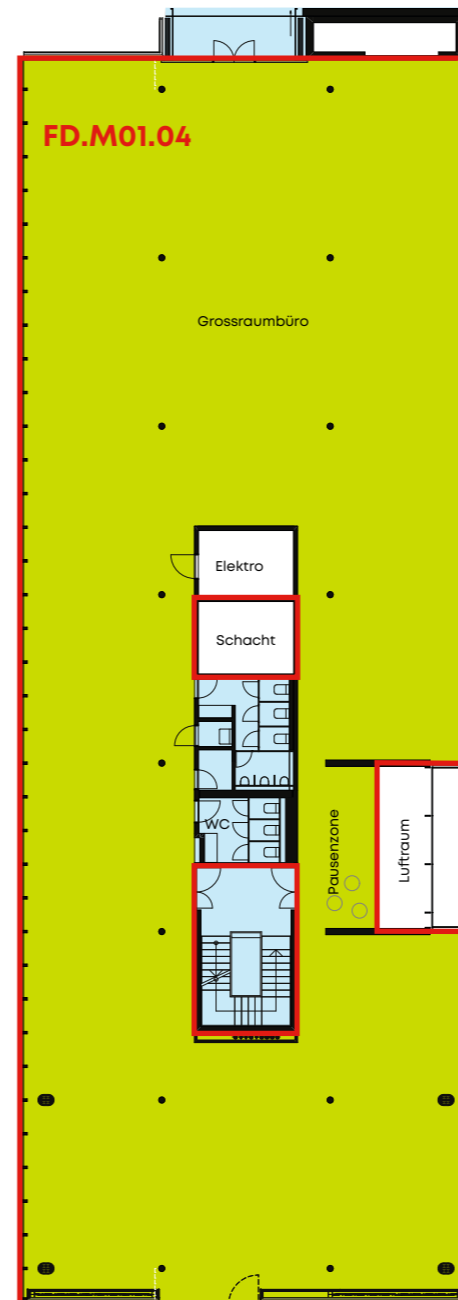 FD.M01.04
Grossraumbüro
Elektro
Schacht
WC
Pausenzone
Luftraum